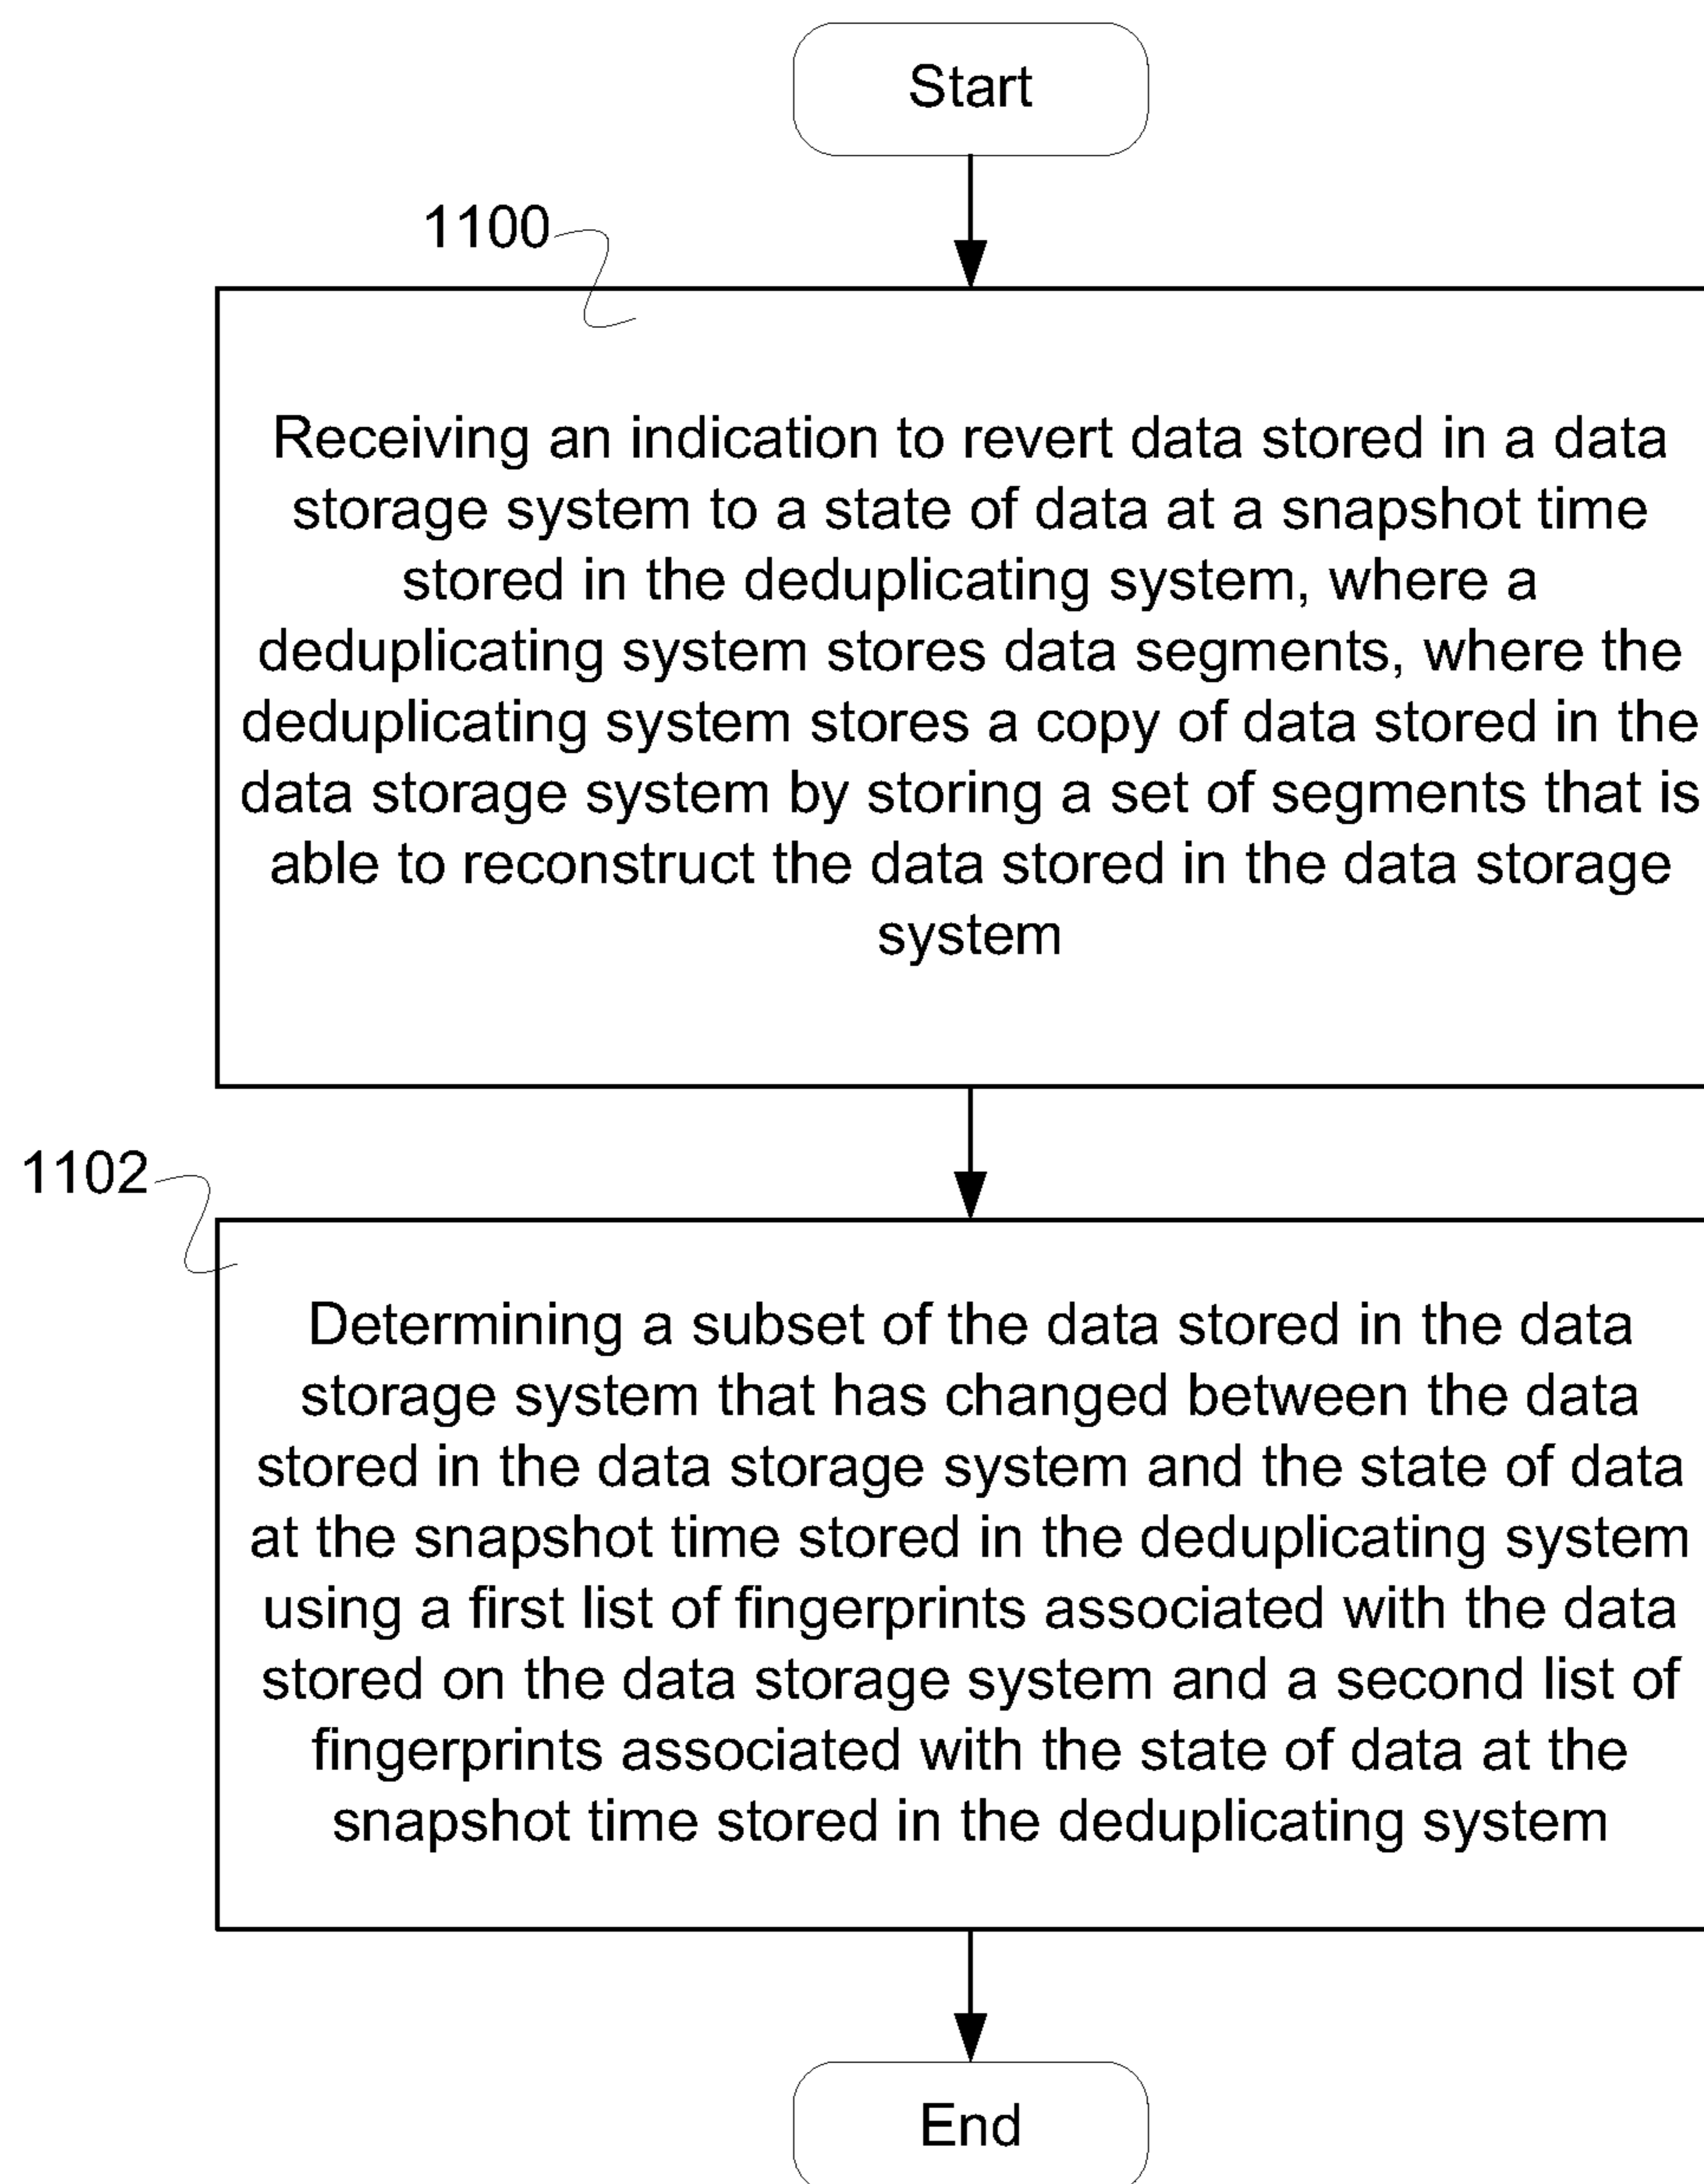 Start
1100
Receiving an indication to revert data stored in a data
storage system to a state of data at a snapshot time
stored in the deduplicating system, where a
deduplicating system stores data segments, where the
deduplicating system stores a copy of data stored in the
data storage system by storing a set of segments that is
able to reconstruct the data stored in the data storage
system
1102
Determining a subset of the data stored in the data
storage system that has changed between the data
stored in the data storage system and the state of data
at the snapshot time stored in the deduplicating system
using a first list of fingerprints associated with the data
stored on the data storage system and a second list of
fingerprints associated with the state of data at the
snapshot time stored in the deduplicating system
End